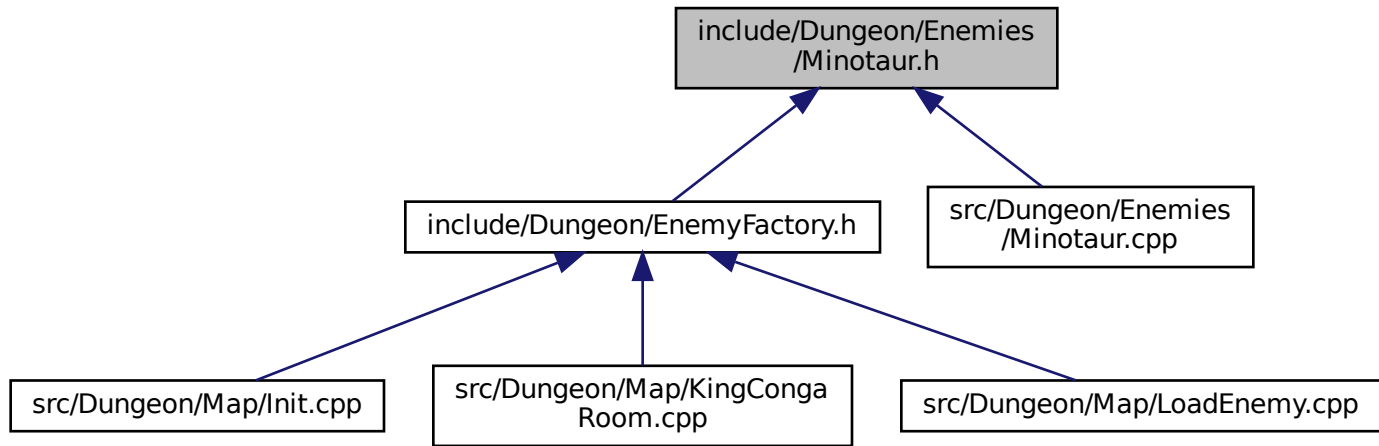 include/Dungeon/Enemies
/Minotaur.h
include/Dungeon/EnemyFactory.h
src/Dungeon/Enemies
/Minotaur.cpp
src/Dungeon/Map/Init.cpp
src/Dungeon/Map/KingConga
Room.cpp
src/Dungeon/Map/LoadEnemy.cpp